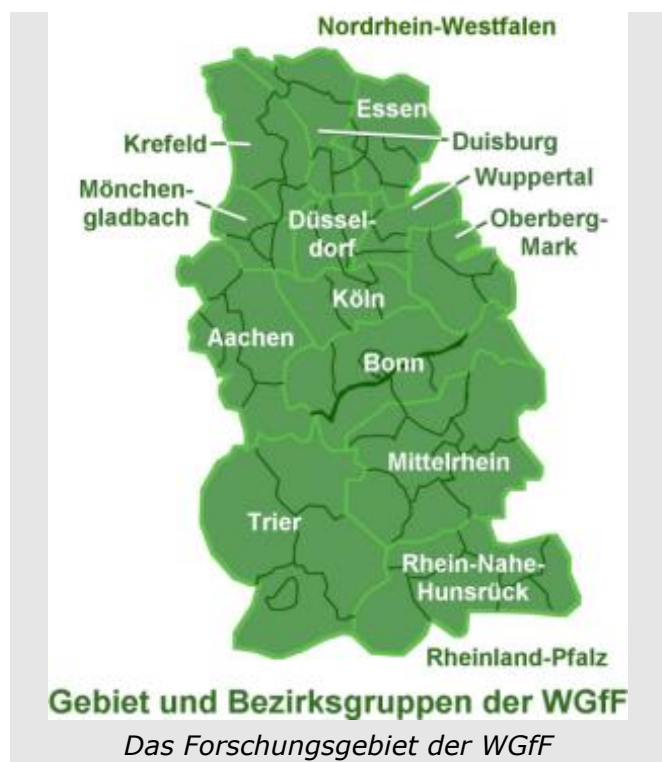 Nordrhein-Westfalen
Essen
Krefeld
Duisburg
Wuppertal
Mönchen-
gladbach
Düssel-
dorf
Oberberg-
Mark
Köln
Aachen
Bonn
Mittelrhein
Trier
Rhein-Nahe-
Hunsrück
Rheinland-Pfalz
Gebiet und Bezirksgruppen der WGfF
Das Forschungsgebiet der WGfF